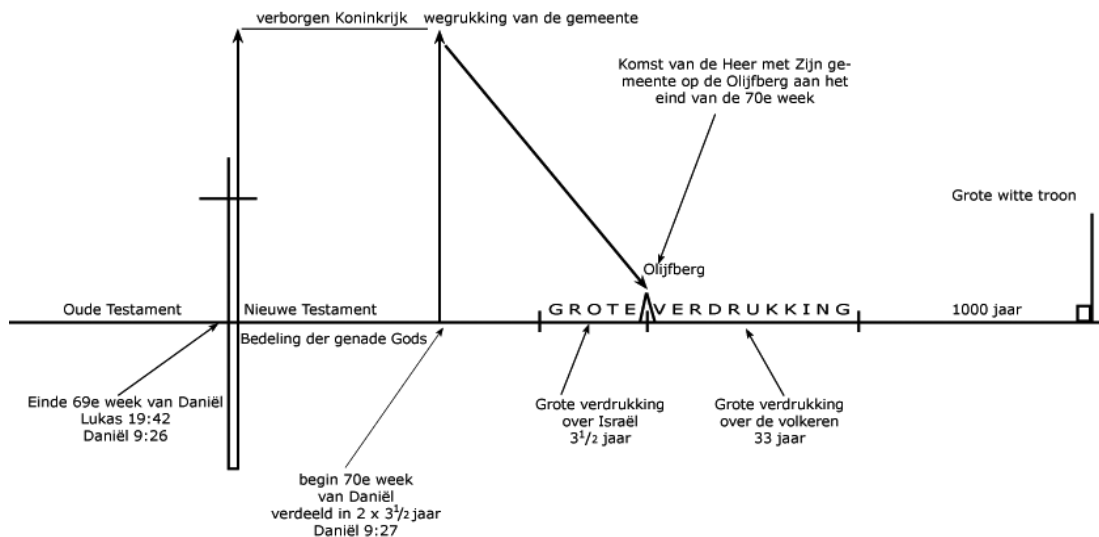 verborgen Koninkrijk
wegrukking van de gemeente
Komst van de Heer met Zijn ge-
meente op de Olijfberg aan het
eind van de 70e week
Grote witte troon
Olijfberg
Oude Testament
Nieuwe Testament
GROTE VERDRUKKING
1000 jaar
Bedeling der genade Gods
Einde 69e week van Daniël
Lukas 19:42
Daniël 9:26
Grote verdrukking
over Israël
3 1/2 jaar
Grote verdrukking
over de volkeren
33 jaar
begin 70e week
van Daniël
verdeeld in 2 x 3 1/2 jaar
Daniël 9:27